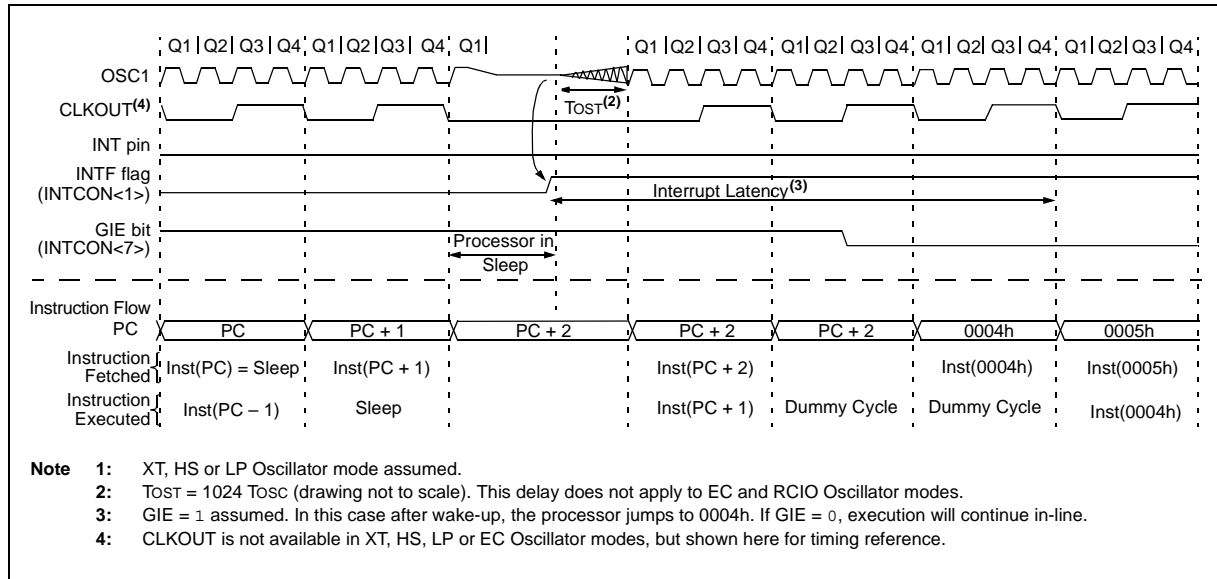 Q1 Q2 Q3 Q4 Q1 Q2 Q3 Q4 Q1 Q1 Q2 Q3 Q4 Q1 Q2 Q3 Q4 Q1 Q2 Q3 Q4 Q1 Q2 Q3 Q4
OSC1
TOST(2)
CLKOUT(4)
INT pin
INTF flag
(INTCON<1>)
Interrupt Latency(3)
GIE bit
(INTCON<7>)
Processor in
Sleep
Instruction Flow
PC PC PC + 1 PC + 2 PC + 2 PC + 2 0004h 0005h
Instruction
Fetched
Inst(PC) = Sleep Inst(PC + 1) Inst(PC + 2) Inst(0004h) Inst(0005h)
Instruction
Executed
Inst(PC – 1) Sleep Inst(PC + 1) Dummy Cycle Dummy Cycle Inst(0004h)
Note 1: XT, HS or LP Oscillator mode assumed.
2: TOST = 1024 TOSC (drawing not to scale). This delay does not apply to EC and RCIO Oscillator modes.
3: GIE = 1 assumed. In this case after wake-up, the processor jumps to 0004h. If GIE = 0, execution will continue in-line.
4: CLKOUT is not available in XT, HS, LP or EC Oscillator modes, but shown here for timing reference.